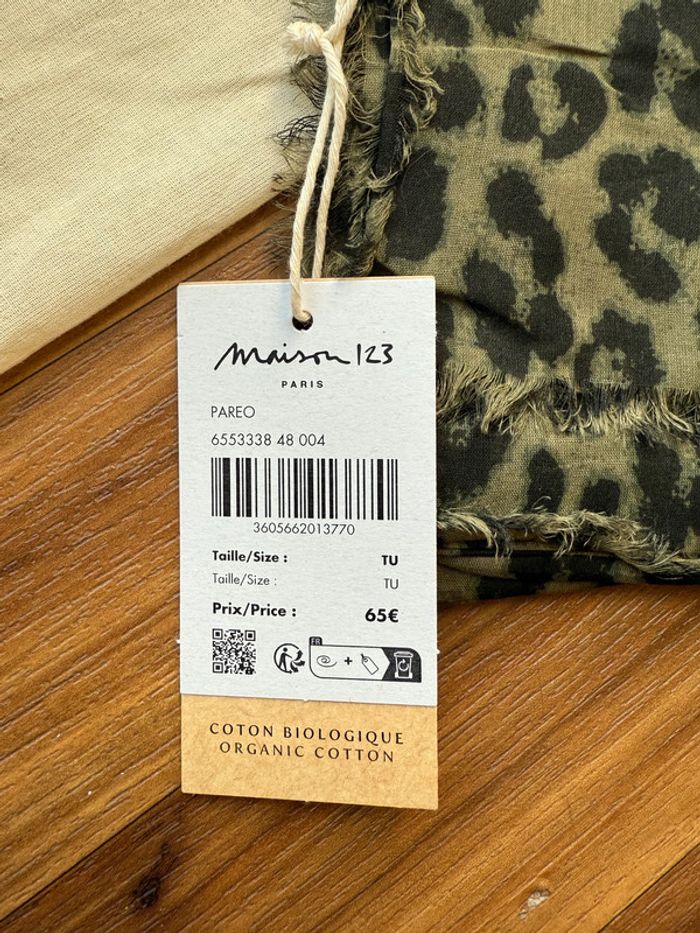 Maison 123
PARIS
PAREO
6553338 48 004
3605662013770
Taille/Size : TU
Taille/Size : TU
Prix/Price : 65€
FR
+
COTON BIOLOGIQUE
ORGANIC COTTON